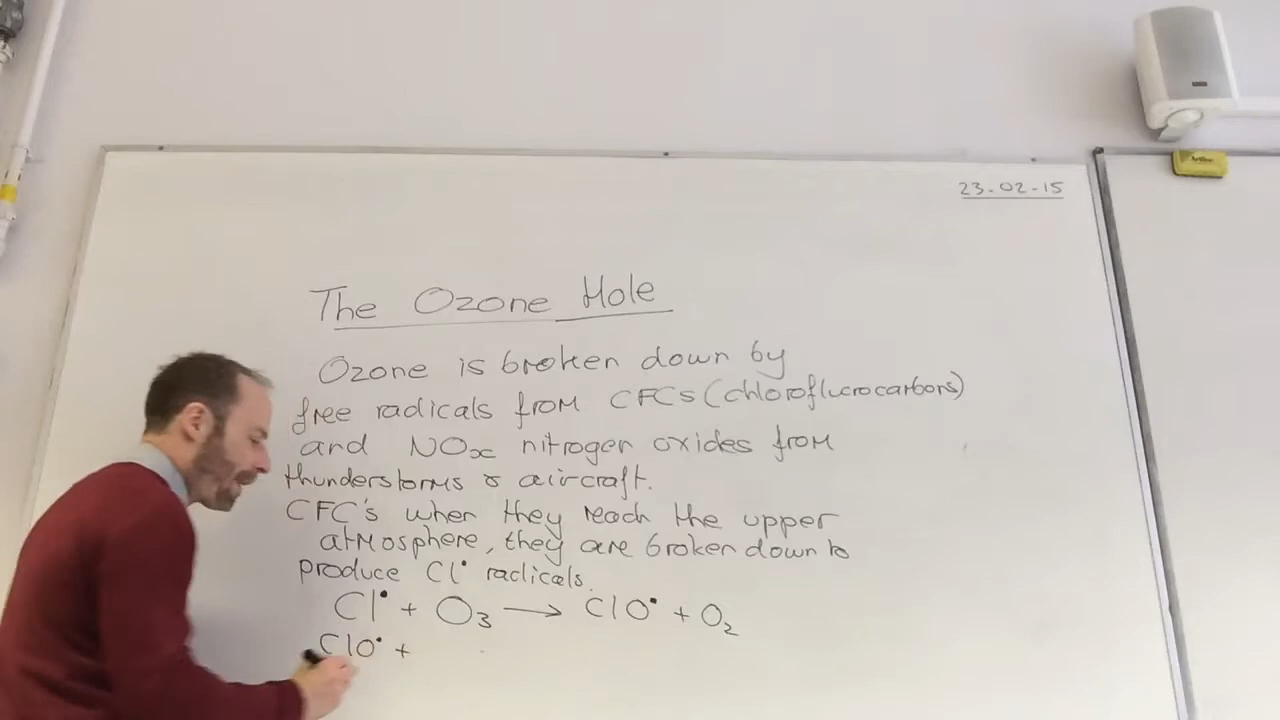 23-02-15
The Ozone Hole
Ozone is broken down by
free radicals from CFCs (chloroflucrocarbons)
and NOx nitrogen oxides from
thunderstorms & aircraft.
CFC's when they reach the upper
atmosphere, they are broken down to
produce Cl• radicals.
Cl• + O₃ → ClO• + O₂
ClO• +